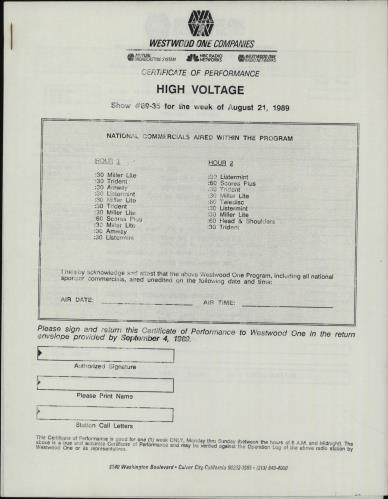 WESTWOOD ONE COMPANIES
MUTUAL BROADCASTING SYSTEM NBC RADIO NETWORKS WESTWOOD ONE RADIO NETWORKS
CERTIFICATE OF PERFORMANCE
HIGH VOLTAGE
Show #89-35 for the week of August 21, 1989
NATIONAL COMMERCIALS AIRED WITHIN THE PROGRAM
HOUR 1
:30 Miller Lite
:30 Trident
:30 Amway
:30 Listermint
:30 Miller Lite
:30 Trident
:30 Miller Lite
:60 Scores Plus
:30 Miller Lite
:30 Amway
:30 Listermint
HOUR 2
:30 Listermint
:60 Scores Plus
:30 Trident
:30 Miller Lite
:60 Teledisc
:30 Listermint
:30 Miller Lite
:60 Head & Shoulders
:30 Trident
I hereby acknowledge and attest that the above Westwood One Program, including all national
sponsor commercials, aired unedited on the following date and time:
AIR DATE: AIR TIME:
Please sign and return this Certificate of Performance to Westwood One in the return
envelope provided by September 4, 1989.
Authorized Signature
Please Print Name
Station Call Letters
This Certificate of Performance is good for one (1) week ONLY, Monday thru Sunday (between the hours of 6 A.M. and Midnight). The
above is a true and accurate Certificate of Performance and may be verified against the Operation Log of the above radio station by
Westwood One or its representatives.
Washington Boulevard • Culver City California